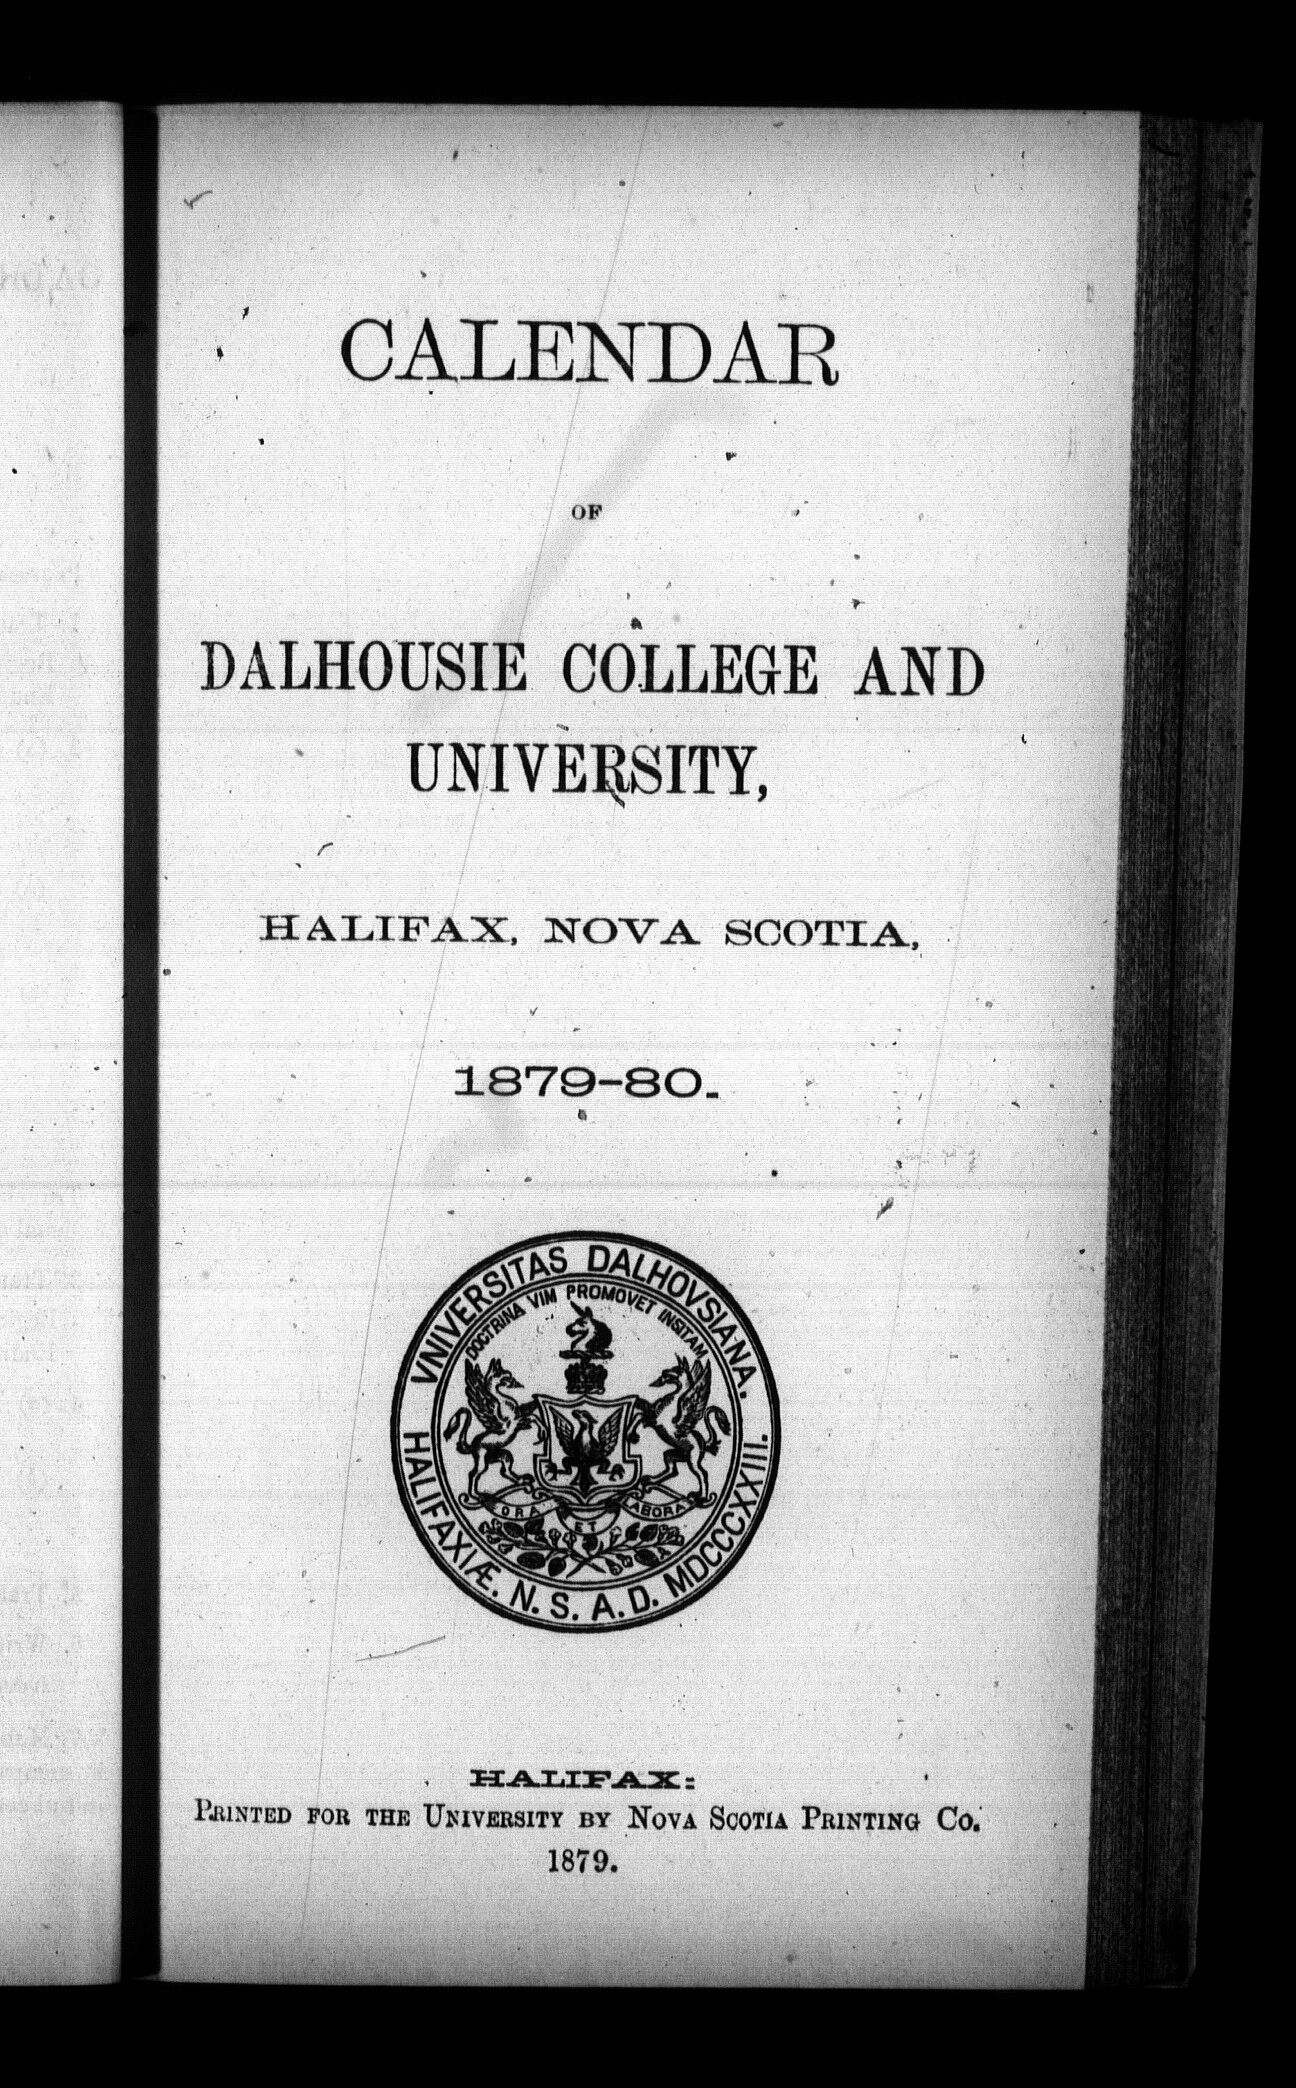 CALENDAR
OF
DALHOUSIE COLLEGE AND
UNIVERSITY,
HALIFAX, NOVA SCOTIA,
1879-80.
VNIVERSITAS DALHOVSIANA.
DOCTRINA VIM PROMOVET INSITAM
ORA ET LABORA
HALIFAXIÆ. N. S. A. D. MDCCCXXIII.
HALIFAX:
PRINTED FOR THE UNIVERSITY BY NOVA SCOTIA PRINTING CO.
1879.